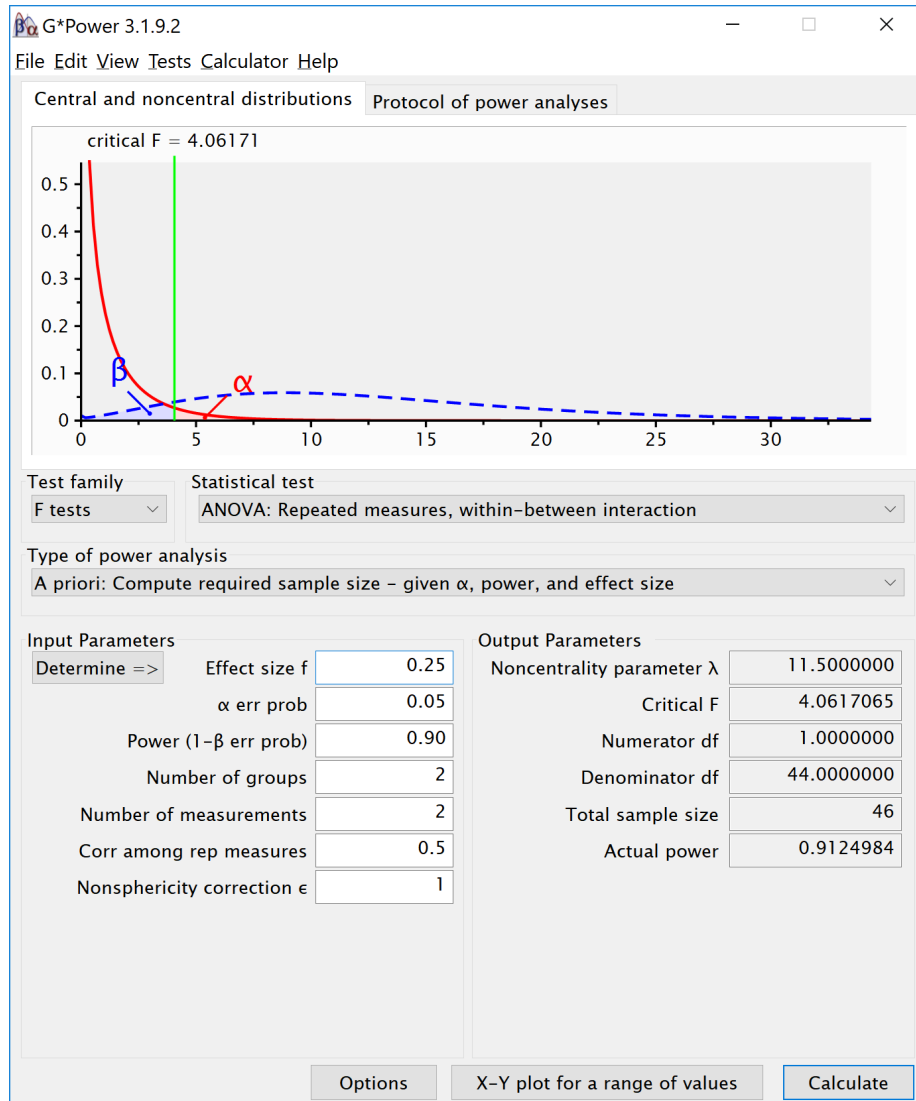 G*Power 3.1.9.2
File Edit View Tests Calculator Help
Central and noncentral distributions Protocol of power analyses
critical F = 4.06171
0.5
0.4
0.3
0.2
0.1
0
β
α
0 5 10 15 20 25 30
Test family Statistical test
F tests ANOVA: Repeated measures, within-between interaction
Type of power analysis
A priori: Compute required sample size - given α, power, and effect size
Input Parameters Output Parameters
Determine => Effect size f 0.25 Noncentrality parameter λ 11.5000000
α err prob 0.05 Critical F 4.0617065
Power (1-β err prob) 0.90 Numerator df 1.0000000
Number of groups 2 Denominator df 44.0000000
Number of measurements 2 Total sample size 46
Corr among rep measures 0.5 Actual power 0.9124984
Nonsphericity correction ϵ 1
Options X-Y plot for a range of values Calculate